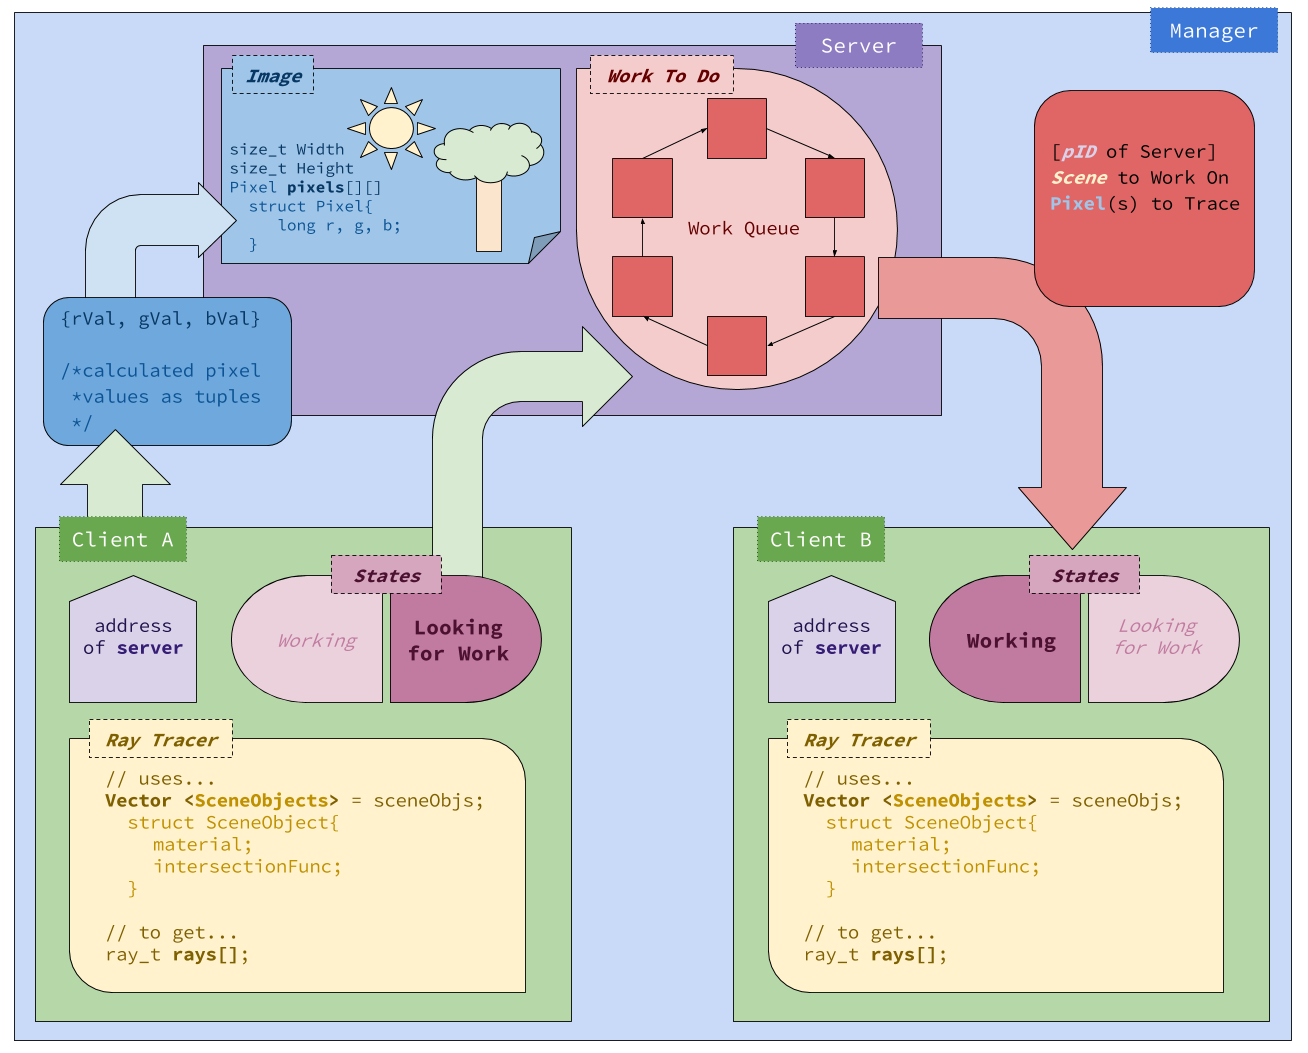 Manager
Server
Image
size_t Width
size_t Height
Pixel pixels[][]
struct Pixel{
long r, g, b;
}
Work To Do
Work Queue
[pID of Server]
Scene to Work On
Pixel(s) to Trace
{rVal, gVal, bVal}
/*calculated pixel
*values as tuples
*/
Client A
address
of server
States
Working
Looking
for Work
Ray Tracer
// uses...
Vector <SceneObjects> = sceneObjs;
struct SceneObject{
material;
intersectionFunc;
}
// to get...
ray_t rays[];
Client B
address
of server
States
Working
Looking
for Work
Ray Tracer
// uses...
Vector <SceneObjects> = sceneObjs;
struct SceneObject{
material;
intersectionFunc;
}
// to get...
ray_t rays[];